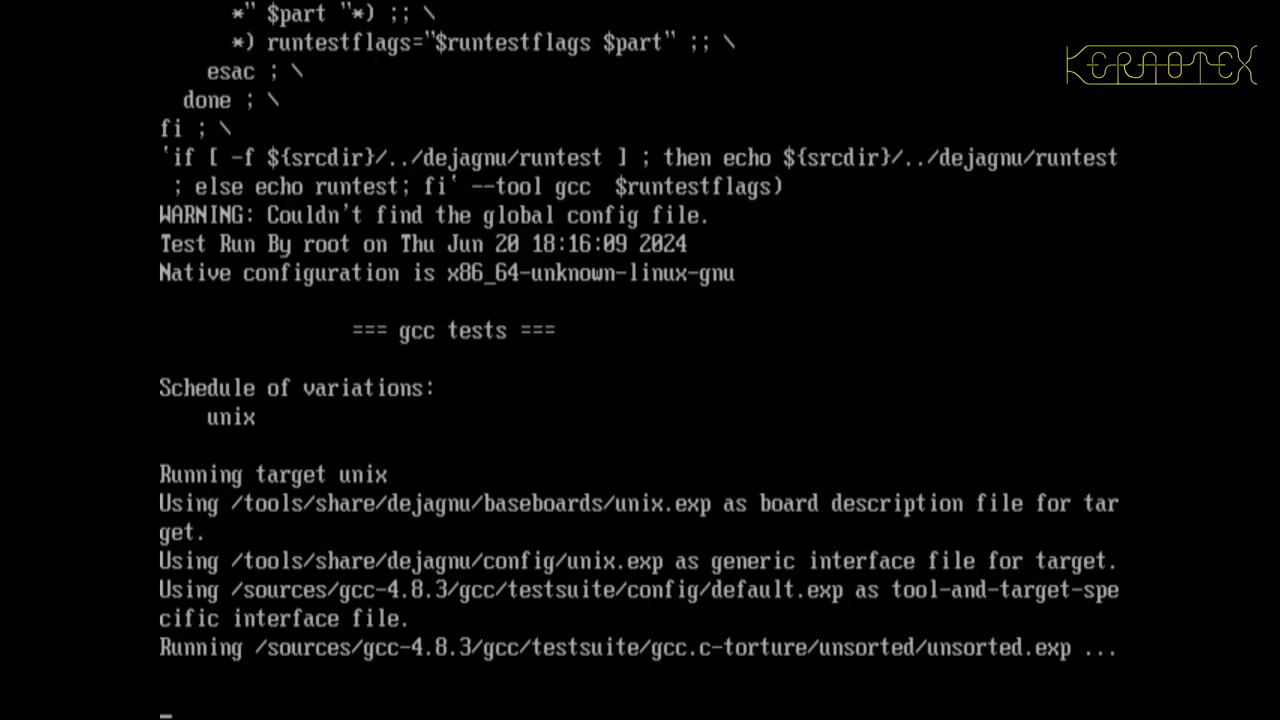 *" $part "*) ;; \
*) runtestflags="$runtestflags $part" ;; \
esac ; \
done ; \
fi ; \
`if [ -f ${srcdir}/../dejagnu/runtest ] ; then echo ${srcdir}/../dejagnu/runtest
; else echo runtest; fi` --tool gcc  $runtestflags)
WARNING: Couldn't find the global config file.
Test Run By root on Thu Jun 20 18:16:09 2024
Native configuration is x86_64-unknown-linux-gnu
=== gcc tests ===
Schedule of variations:
unix
Running target unix
Using /tools/share/dejagnu/baseboards/unix.exp as board description file for tar
get.
Using /tools/share/dejagnu/config/unix.exp as generic interface file for target.
Using /sources/gcc-4.8.3/gcc/testsuite/config/default.exp as tool-and-target-spe
cific interface file.
Running /sources/gcc-4.8.3/gcc/testsuite/gcc.c-torture/unsorted/unsorted.exp ...